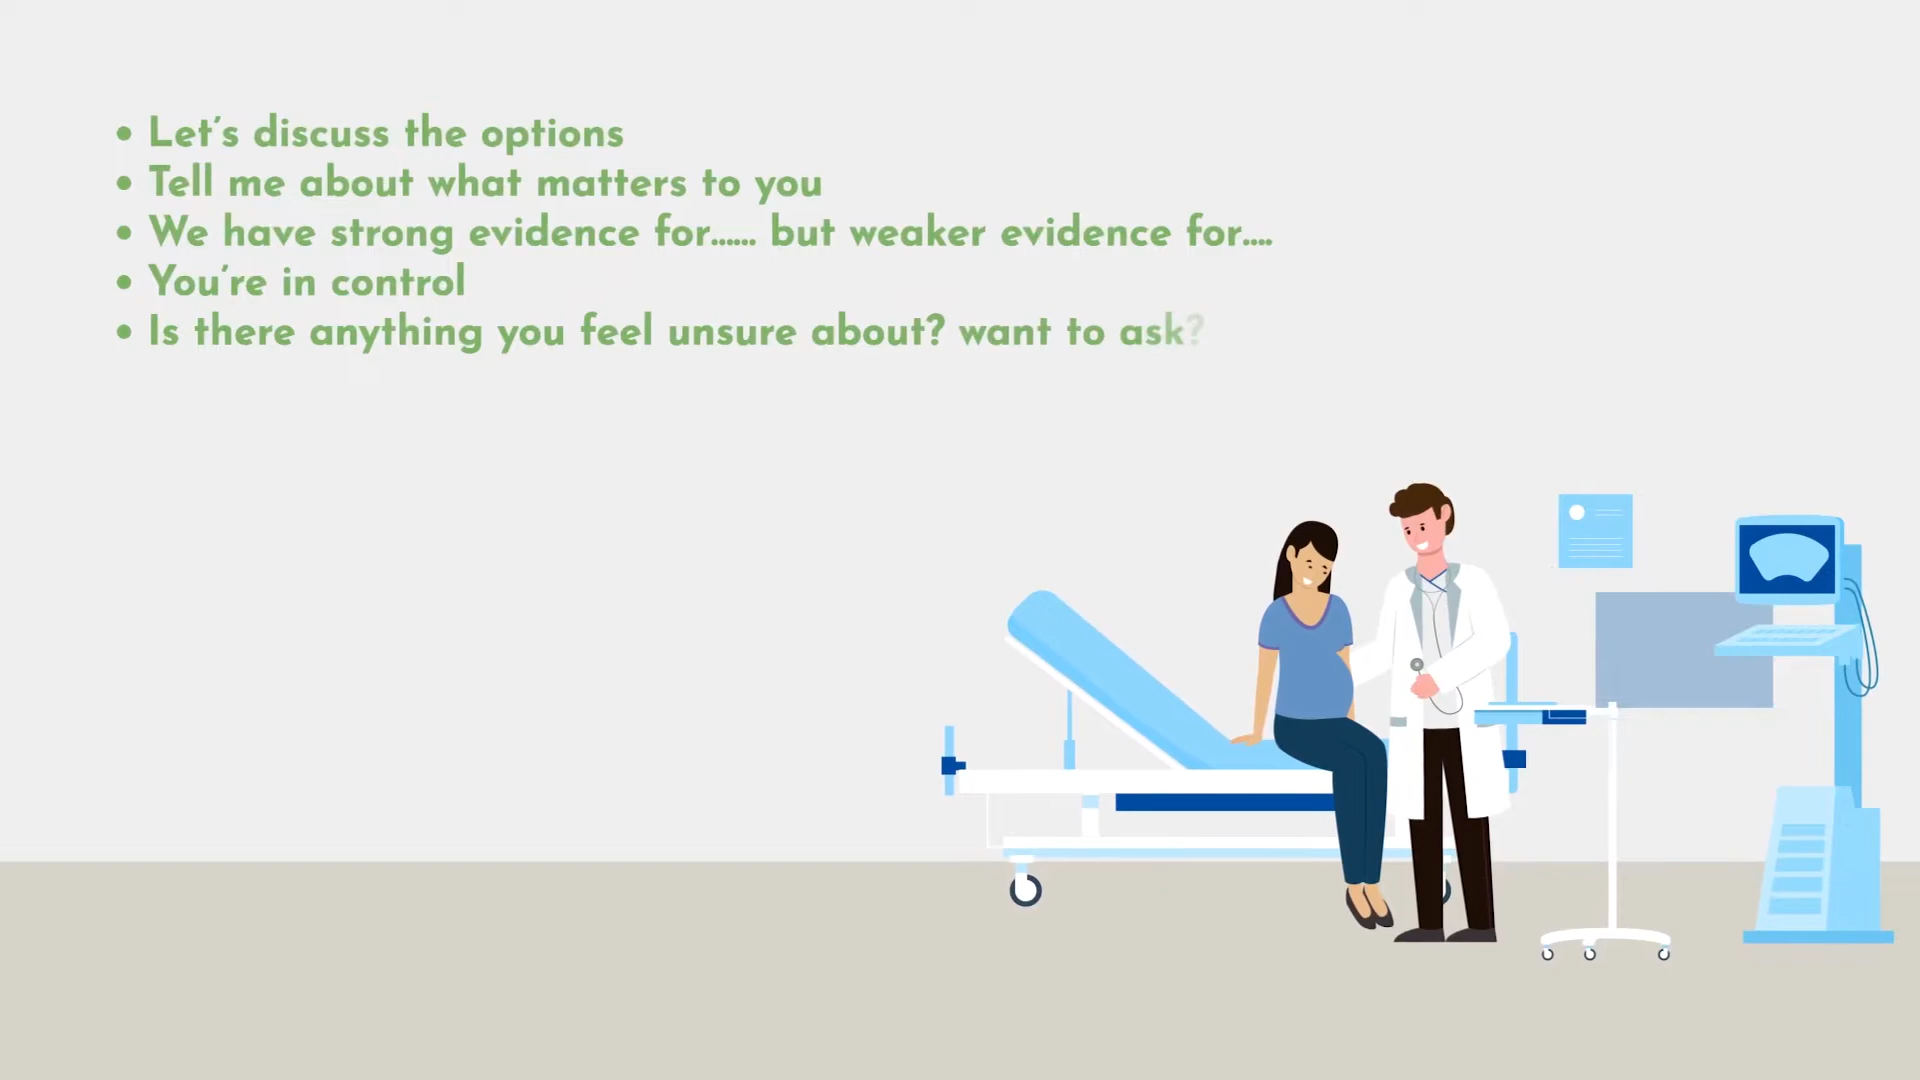 • Let's discuss the options
• Tell me about what matters to you
• We have strong evidence for...... but weaker evidence for....
• You're in control
• Is there anything you feel unsure about? want to ask?